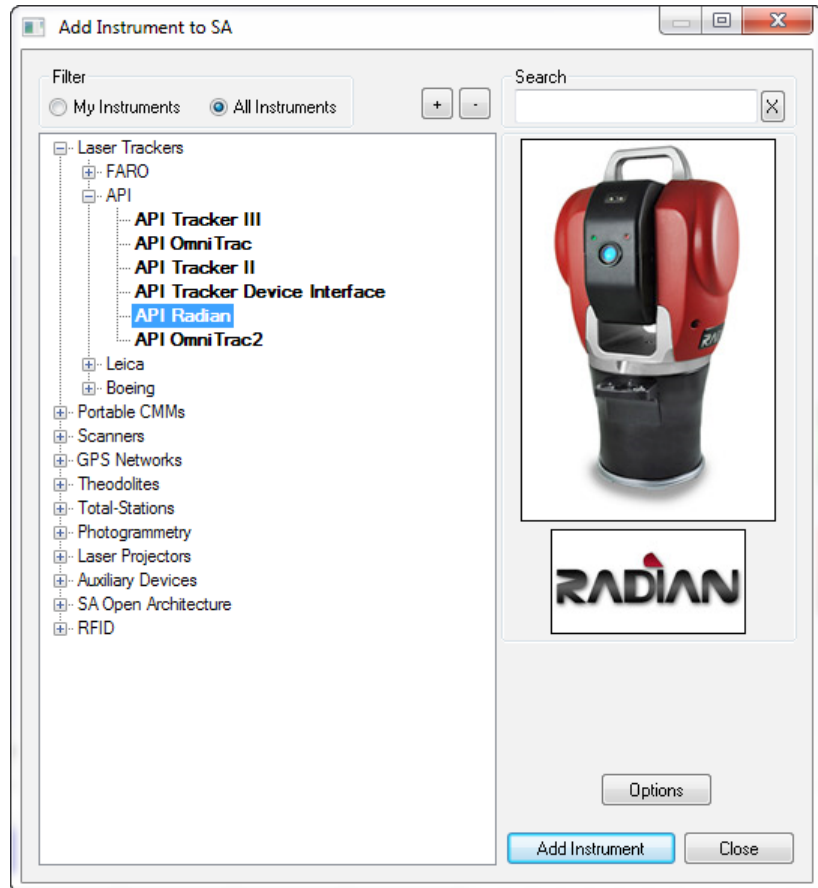 Add Instrument to SA
Filter
My Instruments All Instruments
+ -
Search
X
Laser Trackers
FARO
API
API Tracker III
API OmniTrac
API Tracker II
API Tracker Device Interface
API Radian
API OmniTrac2
Leica
Boeing
Portable CMMs
Scanners
GPS Networks
Theodolites
Total-Stations
Photogrammetry
Laser Projectors
Auxiliary Devices
SA Open Architecture
RFID
RADIAN
Options
Add Instrument Close